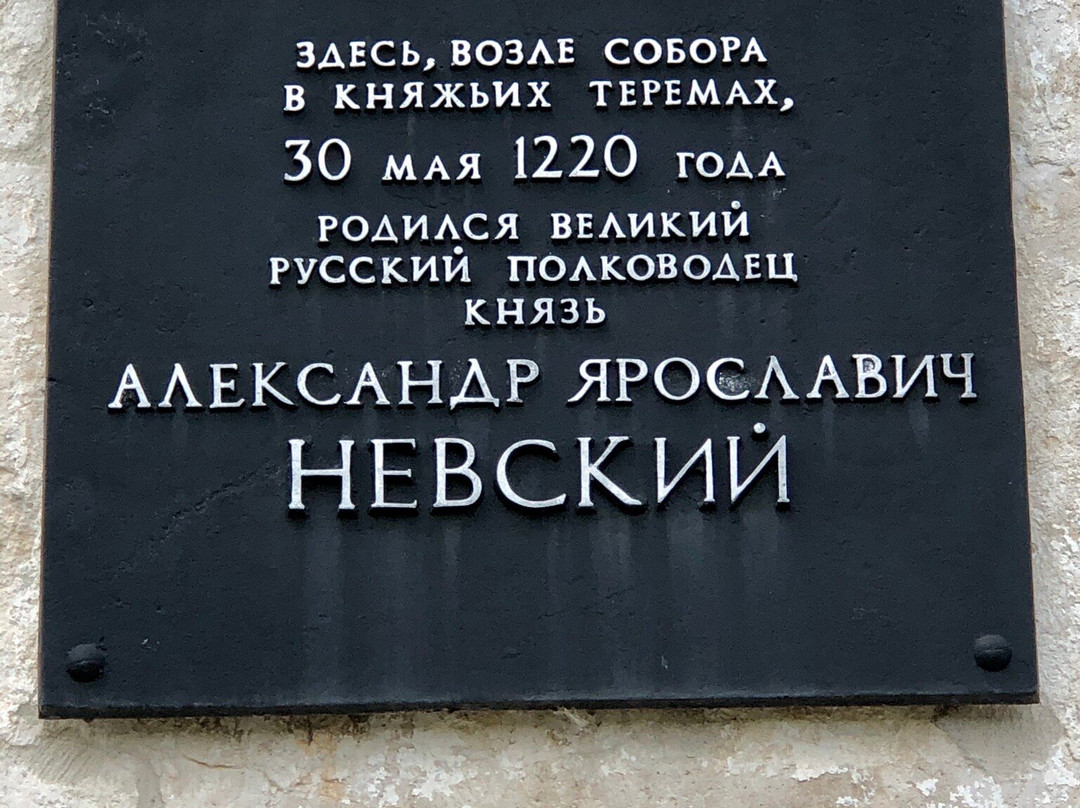 ЗДЕСЬ, ВОЗЛЕ СОБОРА
В КНЯЖЬИХ ТЕРЕМАХ,
30 МАЯ 1220 ГОДА
РОДИЛСЯ ВЕЛИКИЙ
РУССКИЙ ПОЛКОВОДЕЦ
КНЯЗЬ
АЛЕКСАНДР ЯРОСЛАВИЧ
НЕВСКИЙ